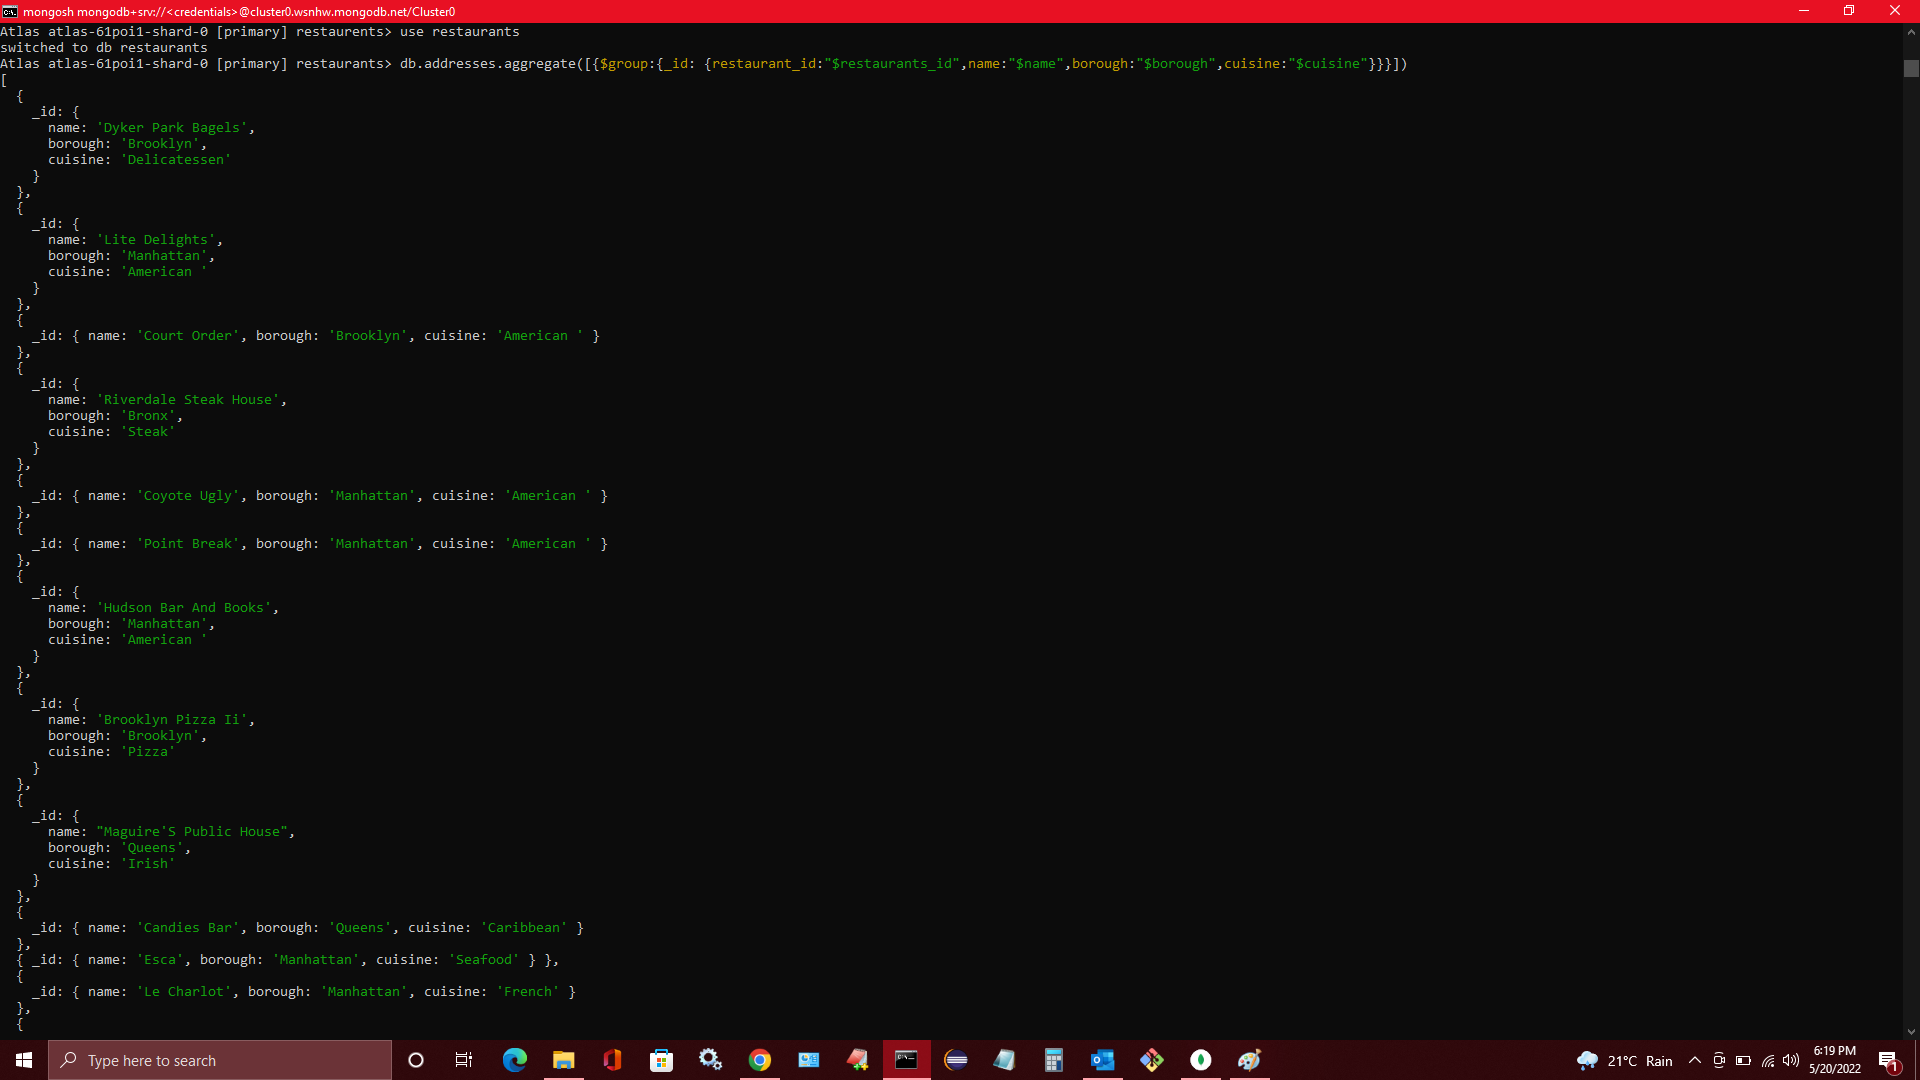 mongosh mongodb+srv://<credentials>@cluster0.wsnhw.mongodb.net/Cluster0
Atlas atlas-61poi1-shard-0 [primary] restaurents> use restaurants
switched to db restaurants
Atlas atlas-61poi1-shard-0 [primary] restaurants> db.addresses.aggregate([{$group:{_id: {restaurant_id:"$restaurants_id",name:"$name",borough:"$borough",cuisine:"$cuisine"}}}])
[
  {
    _id: {
      name: 'Dyker Park Bagels',
      borough: 'Brooklyn',
      cuisine: 'Delicatessen'
    }
  },
  {
    _id: {
      name: 'Lite Delights',
      borough: 'Manhattan',
      cuisine: 'American '
    }
  },
  {
    _id: { name: 'Court Order', borough: 'Brooklyn', cuisine: 'American ' }
  },
  {
    _id: {
      name: 'Riverdale Steak House',
      borough: 'Bronx',
      cuisine: 'Steak'
    }
  },
  {
    _id: { name: 'Coyote Ugly', borough: 'Manhattan', cuisine: 'American ' }
  },
  {
    _id: { name: 'Point Break', borough: 'Manhattan', cuisine: 'American ' }
  },
  {
    _id: {
      name: 'Hudson Bar And Books',
      borough: 'Manhattan',
      cuisine: 'American '
    }
  },
  {
    _id: {
      name: 'Brooklyn Pizza Ii',
      borough: 'Brooklyn',
      cuisine: 'Pizza'
    }
  },
  {
    _id: {
      name: "Maguire'S Public House",
      borough: 'Queens',
      cuisine: 'Irish'
    }
  },
  {
    _id: { name: 'Candies Bar', borough: 'Queens', cuisine: 'Caribbean' }
  },
  { _id: { name: 'Esca', borough: 'Manhattan', cuisine: 'Seafood' } },
  {
    _id: { name: 'Le Charlot', borough: 'Manhattan', cuisine: 'French' }
  },
  {
Type here to search
21°C Rain
6:19 PM
5/20/2022
1